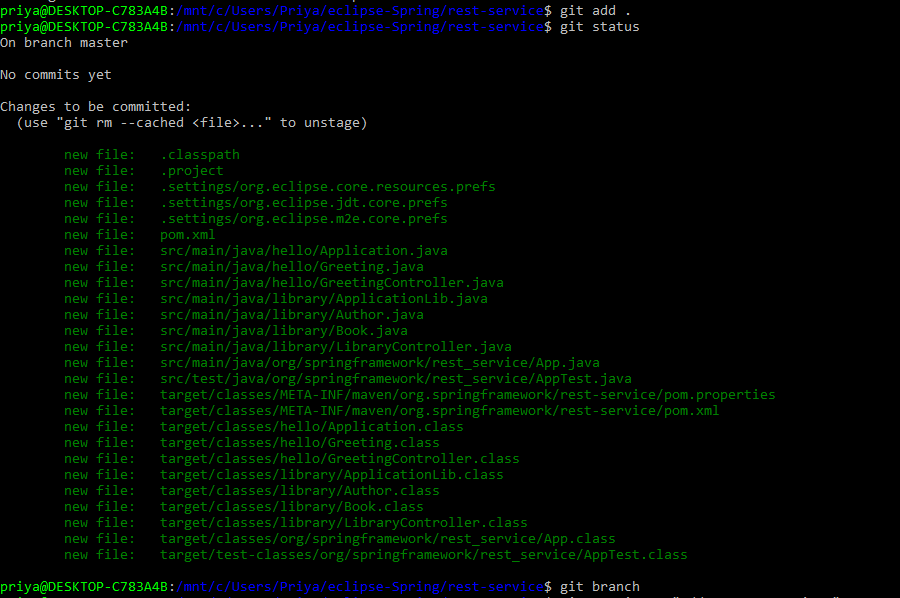 priya@DESKTOP-C783A4B:/mnt/c/Users/Priya/eclipse-Spring/rest-service$ git add .
priya@DESKTOP-C783A4B:/mnt/c/Users/Priya/eclipse-Spring/rest-service$ git status
On branch master
No commits yet
Changes to be committed:
(use "git rm --cached <file>..." to unstage)
new file: .classpath
new file: .project
new file: .settings/org.eclipse.core.resources.prefs
new file: .settings/org.eclipse.jdt.core.prefs
new file: .settings/org.eclipse.m2e.core.prefs
new file: pom.xml
new file: src/main/java/hello/Application.java
new file: src/main/java/hello/Greeting.java
new file: src/main/java/hello/GreetingController.java
new file: src/main/java/library/ApplicationLib.java
new file: src/main/java/library/Author.java
new file: src/main/java/library/Book.java
new file: src/main/java/library/LibraryController.java
new file: src/main/java/org/springframework/rest_service/App.java
new file: src/test/java/org/springframework/rest_service/AppTest.java
new file: target/classes/META-INF/maven/org.springframework/rest-service/pom.properties
new file: target/classes/META-INF/maven/org.springframework/rest-service/pom.xml
new file: target/classes/hello/Application.class
new file: target/classes/hello/Greeting.class
new file: target/classes/hello/GreetingController.class
new file: target/classes/library/ApplicationLib.class
new file: target/classes/library/Author.class
new file: target/classes/library/Book.class
new file: target/classes/library/LibraryController.class
new file: target/classes/org/springframework/rest_service/App.class
new file: target/test-classes/org/springframework/rest_service/AppTest.class
priya@DESKTOP-C783A4B:/mnt/c/Users/Priya/eclipse-Spring/rest-service$ git branch